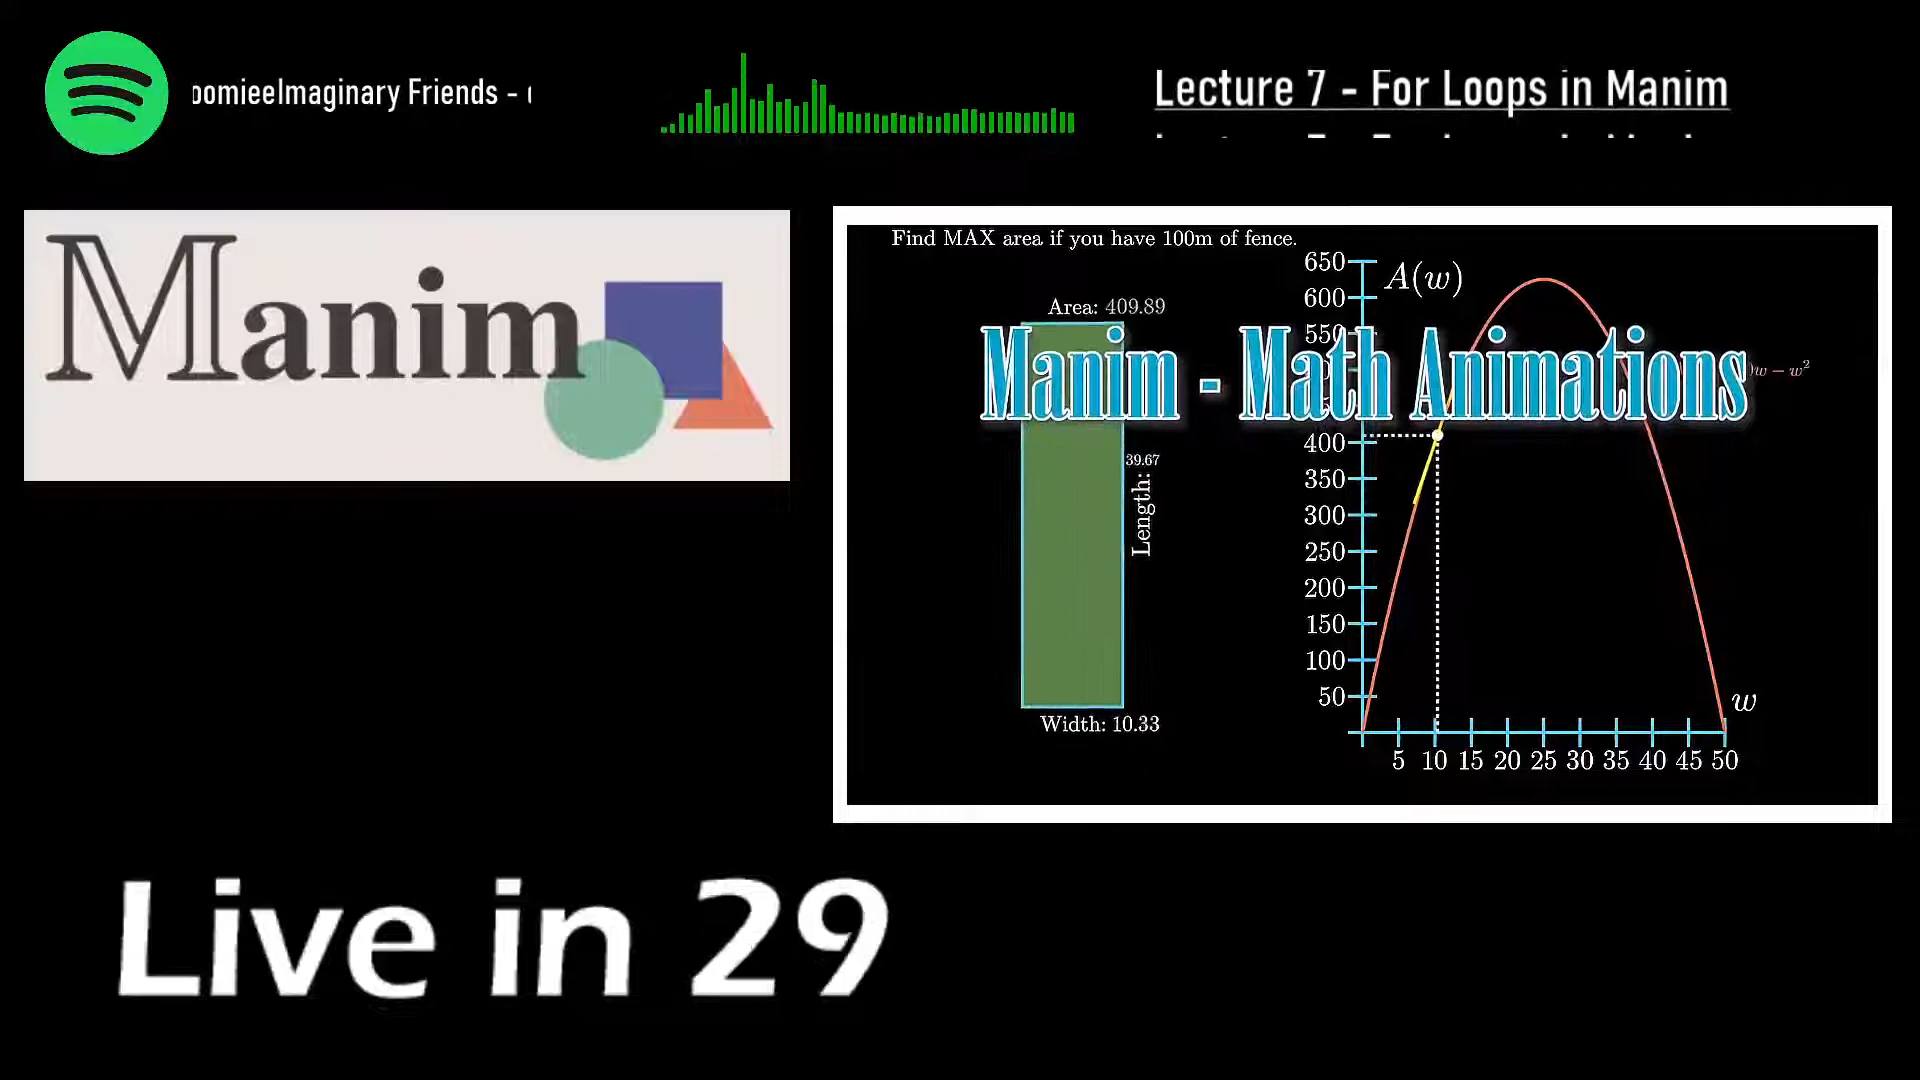 Imaginary Friends -
Lecture 7 - For Loops in Manim
Manim
Find MAX area if you have 100m of fence.
Area: 409.89
Length: 39.67
Width: 10.33
Manim - Math Animations
A(w)
650
600
550
400
350
300
250
200
150
100
50
w
5 10 15 20 25 30 35 40 45 50
w − w²
Live in 29